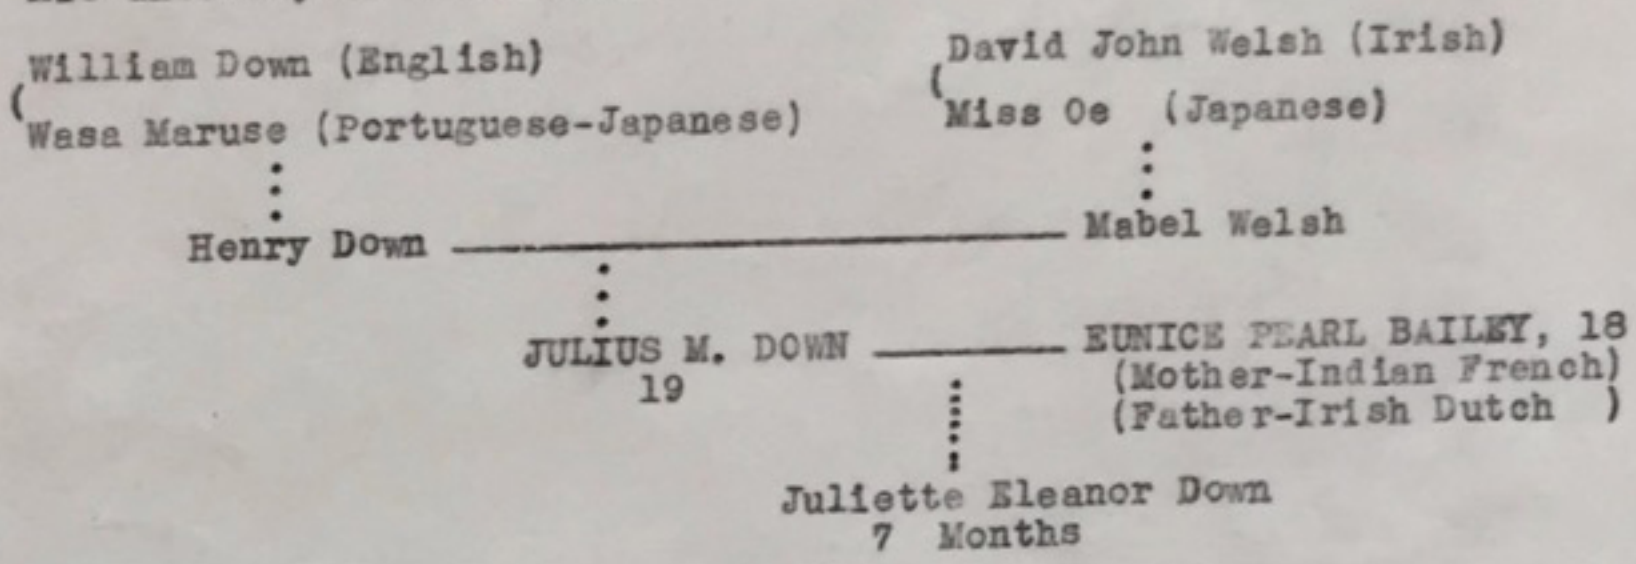 William Down (English)
Wasa Maruse (Portuguese-Japanese)
David John Welsh (Irish)
Miss Oe (Japanese)
Henry Down
Mabel Welsh
JULIUS M. DOWN
19
EUNICE PEARL BAILEY, 18
(Mother-Indian French)
(Father-Irish Dutch )
Juliette Eleanor Down
7 Months